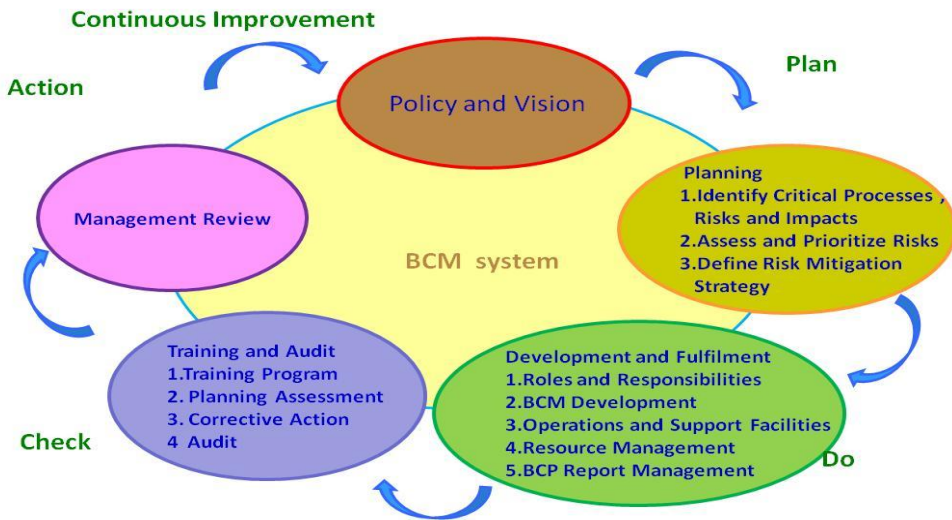 Continuous Improvement
Action
Plan
Policy and Vision
Planning
1.Identify Critical Processes ,
Risks and Impacts
2.Assess and Prioritize Risks
3.Define Risk Mitigation
Strategy
Management Review
BCM system
Development and Fulfilment
1.Roles and Responsibilities
2.BCM Development
3.Operations and Support Facilities
4.Resource Management
5.BCP Report Management
Do
Training and Audit
1.Training Program
2. Planning Assessment
3. Corrective Action
4 Audit
Check